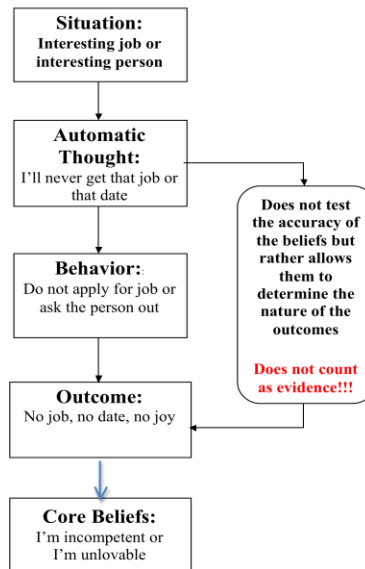 Situation:
Interesting job or
interesting person
Automatic
Thought:
I'll never get that job or
that date
Behavior:
Do not apply for job or
ask the person out
Outcome:
No job, no date, no joy
Core Beliefs:
I'm incompetent or
I'm unlovable
Does not test
the accuracy of
the beliefs but
rather allows
them to
determine the
nature of the
outcomes
Does not count
as evidence!!!